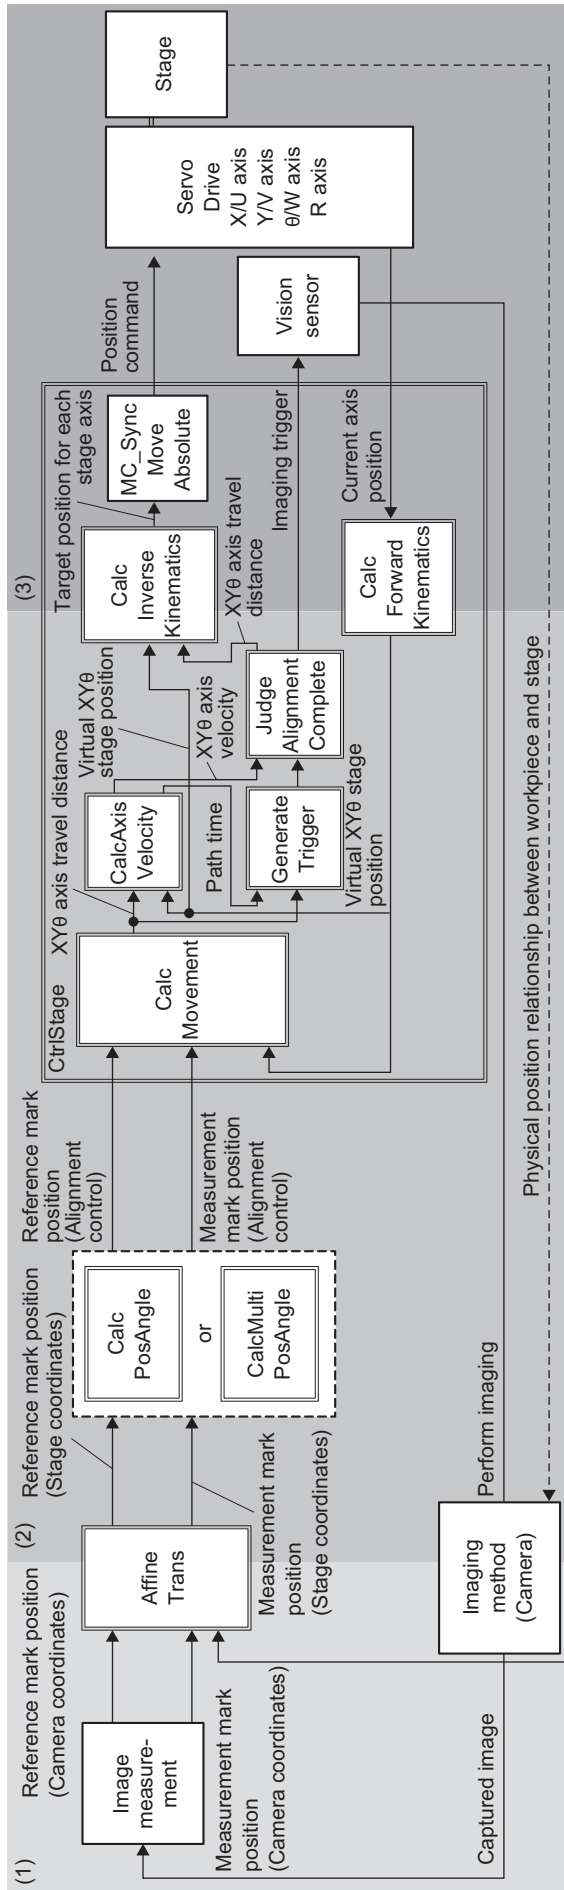 (1)
Reference mark position
(Camera coordinates)
Image
measure-
ment
Measurement mark
position
(Camera coordinates)
Captured image
(2)
Affine
Trans
Reference mark position
(Stage coordinates)
Measurement mark
position
(Stage coordinates)
Imaging
method
(Camera)
Perform imaging
Calc
PosAngle
or
CalcMulti
PosAngle
Reference mark
position
(Alignment
control)
Measurement
mark position
(Alignment
control)
Physical position relationship between workpiece and stage
CtrlStage
Calc
Movement
XYθ axis travel distance
CalcAxis
Velocity
Virtual XYθ
stage position
Path time
XYθ axis
velocity
Generate
Trigger
Virtual XYθ stage
position
Judge
Alignment
Complete
XYθ axis travel
distance
(3)
Target position for each
stage axis
Calc
Inverse
Kinematics
MC_Sync
Move
Absolute
Imaging trigger
Calc
Forward
Kinematics
Current axis
position
Position
command
Vision
sensor
Servo
Drive
X/U axis
Y/V axis
θ/W axis
R axis
Stage